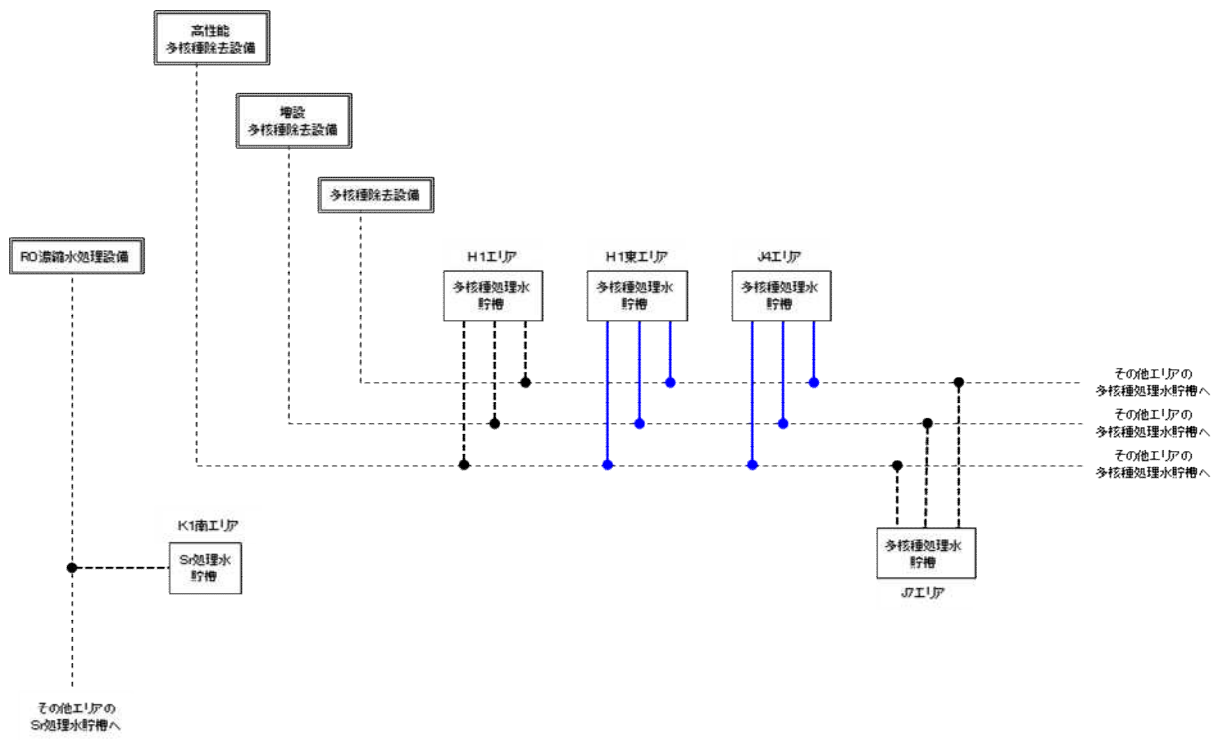 高性能
多核種除去設備
増設
多核種除去設備
多核種除去設備
RO濃縮水処理設備
H1エリア
多核種処理水
貯槽
H1東エリア
多核種処理水
貯槽
J4エリア
多核種処理水
貯槽
その他エリアの
多核種処理水貯槽へ
その他エリアの
多核種処理水貯槽へ
その他エリアの
多核種処理水貯槽へ
K1南エリア
Sr処理水
貯槽
多核種処理水
貯槽
J7エリア
その他エリアの
Sr処理水貯槽へ